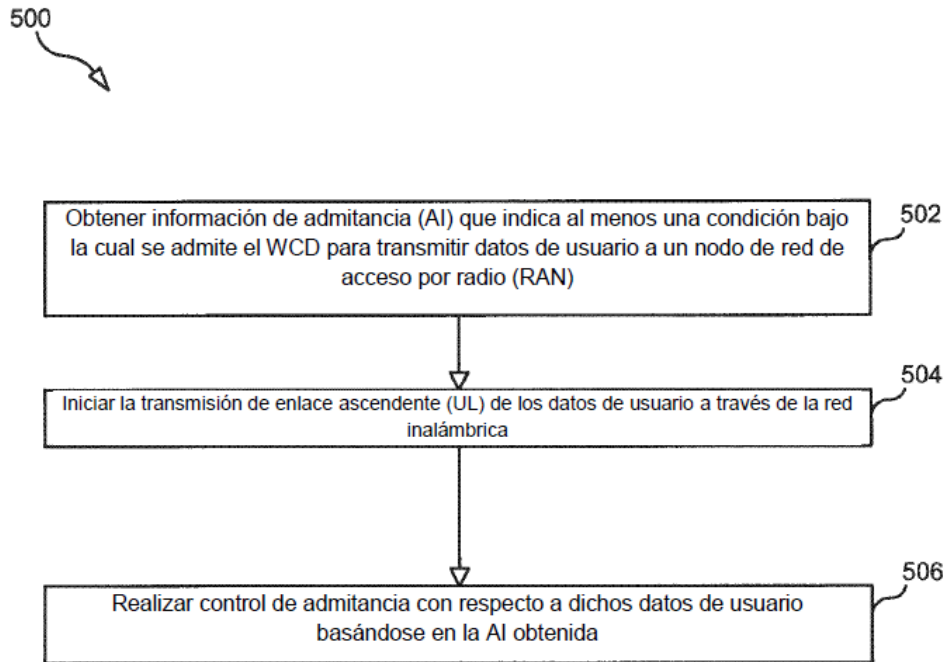 500
Obtener información de admitancia (AI) que indica al menos una condición bajo
la cual se admite el WCD para transmitir datos de usuario a un nodo de red de
acceso por radio (RAN)
502
Iniciar la transmisión de enlace ascendente (UL) de los datos de usuario a través de la red
inalámbrica
504
Realizar control de admitancia con respecto a dichos datos de usuario
basándose en la AI obtenida
506